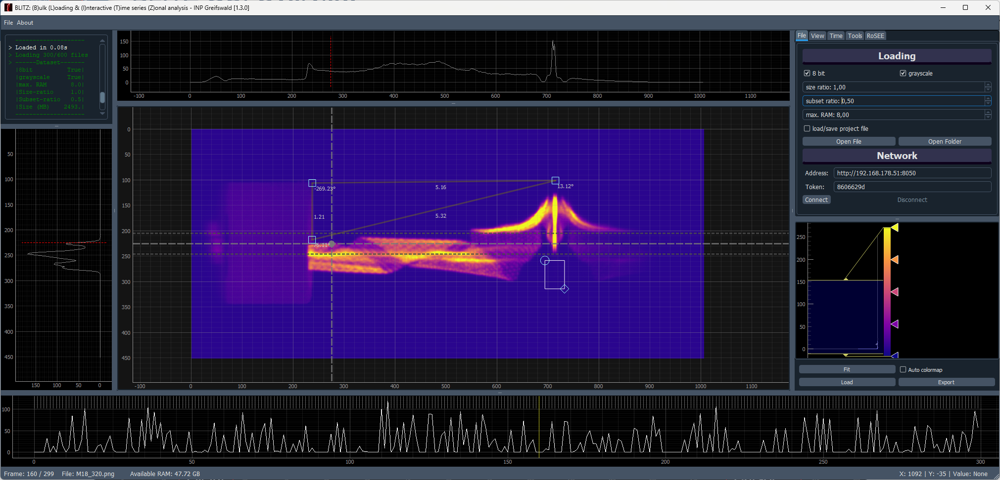 BLITZ: (B)ulk (L)oading & (I)nteractive (T)ime series (Z)onal analysis - INP Greifswald [1.3.0]
File About
> Loaded in 0.08s
> Loading 300/600 files
> ------Dataset-------
|8bit True|
|grayscale True|
|max. RAM 8.0|
|Size-ratio 1.0|
|Subset-ratio 0.5|
|Size (MB) 2493.|
150
100
50
0
-100 0 100 200 300 400 500 600 700 800 900 1000 1100
50
100
150
200
250
300
350
400
450
150 100 50 0
0
50
100
150
200
250
300
350
400
450
-100 0 100 200 300 400 500 600 700 800 900 1000 1100
-269.23°
5.16
13.12°
1.21
5.32
76.11°
File View Time Tools RoSEE
Loading
8 bit grayscale
size ratio: 1,00
subset ratio: 0,50
max. RAM: 8,00
load/save project file
Open File Open Folder
Network
Address: http://192.168.178.51:8050
Token: 8606629d
Connect Disconnect
250
200
150
100
50
0
Fit Auto colormap
Load Export
100
50
0
0 50 100 150 200 250 300
Frame: 160 / 299 File: M18_320.png Available RAM: 47.72 GB X: 1092 | Y: -35 | Value: None